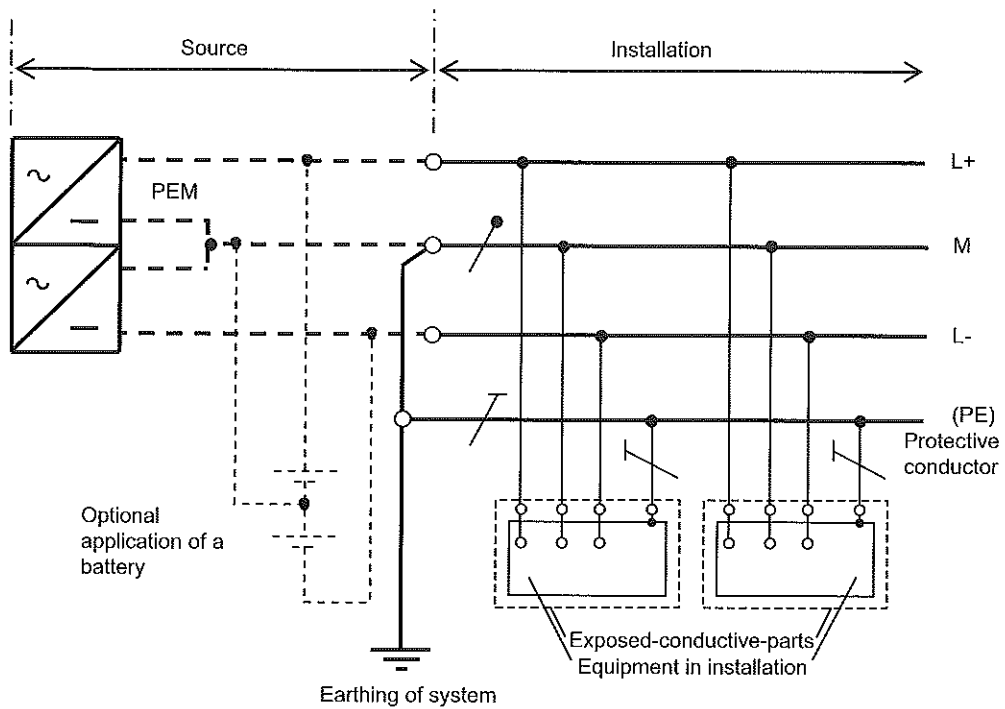 Source
Installation
L+
PEM
M
L-
(PE)
Protective
conductor
Optional
application of a
battery
Exposed-conductive-parts
Equipment in installation
Earthing of system